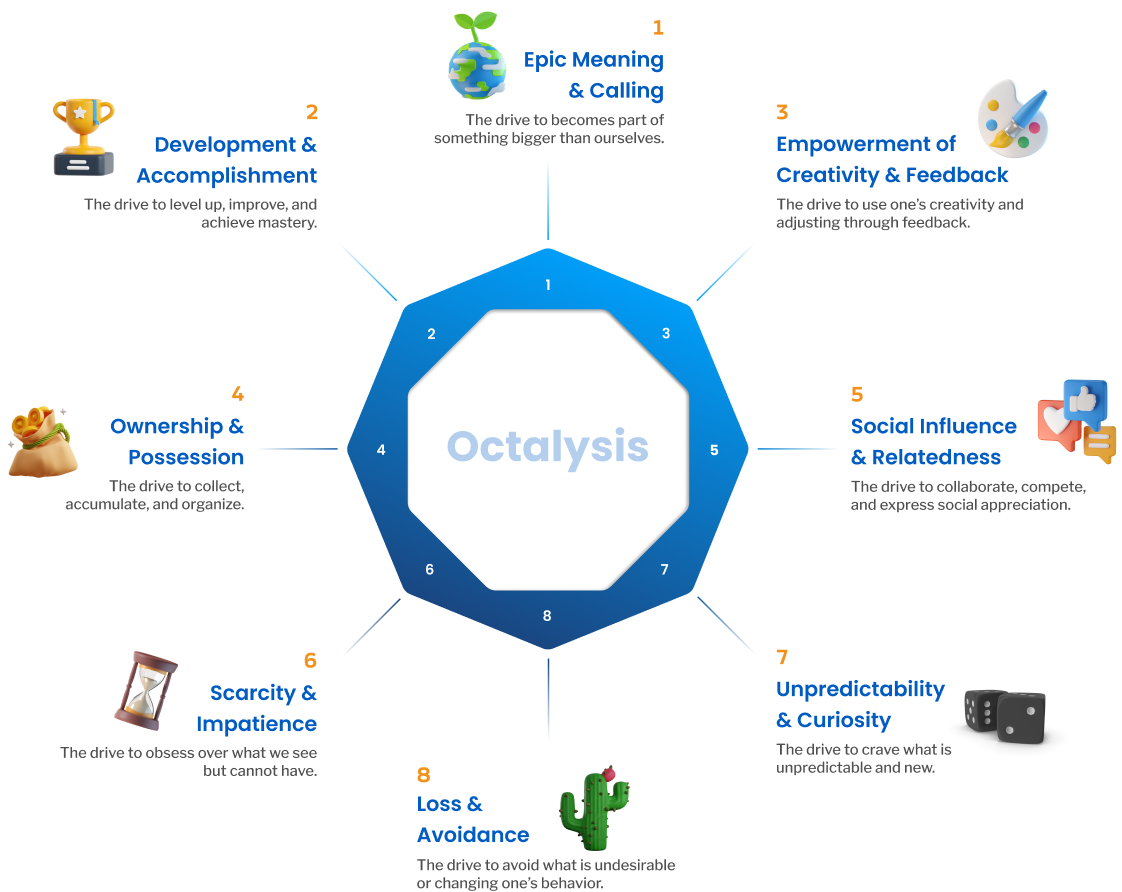 1
Epic Meaning
& Calling
The drive to becomes part of
something bigger than ourselves.
2
Development &
Accomplishment
The drive to level up, improve, and
achieve mastery.
3
Empowerment of
Creativity & Feedback
The drive to use one's creativity and
adjusting through feedback.
4
Ownership &
Possession
The drive to collect,
accumulate, and organize.
5
Social Influence
& Relatedness
The drive to collaborate, compete,
and express social appreciation.
6
Scarcity &
Impatience
The drive to obsess over what we see
but cannot have.
7
Unpredictability
& Curiosity
The drive to crave what is
unpredictable and new.
8
Loss &
Avoidance
The drive to avoid what is undesirable
or changing one's behavior.
1
2
3
4
Octalysis
5
6
7
8